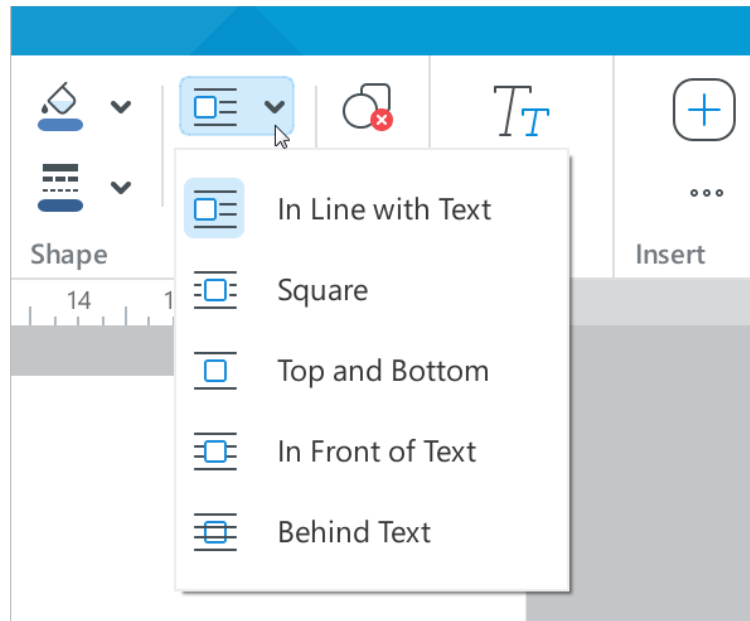 In Line with Text
Shape
Insert
14
Square
Top and Bottom
In Front of Text
Behind Text